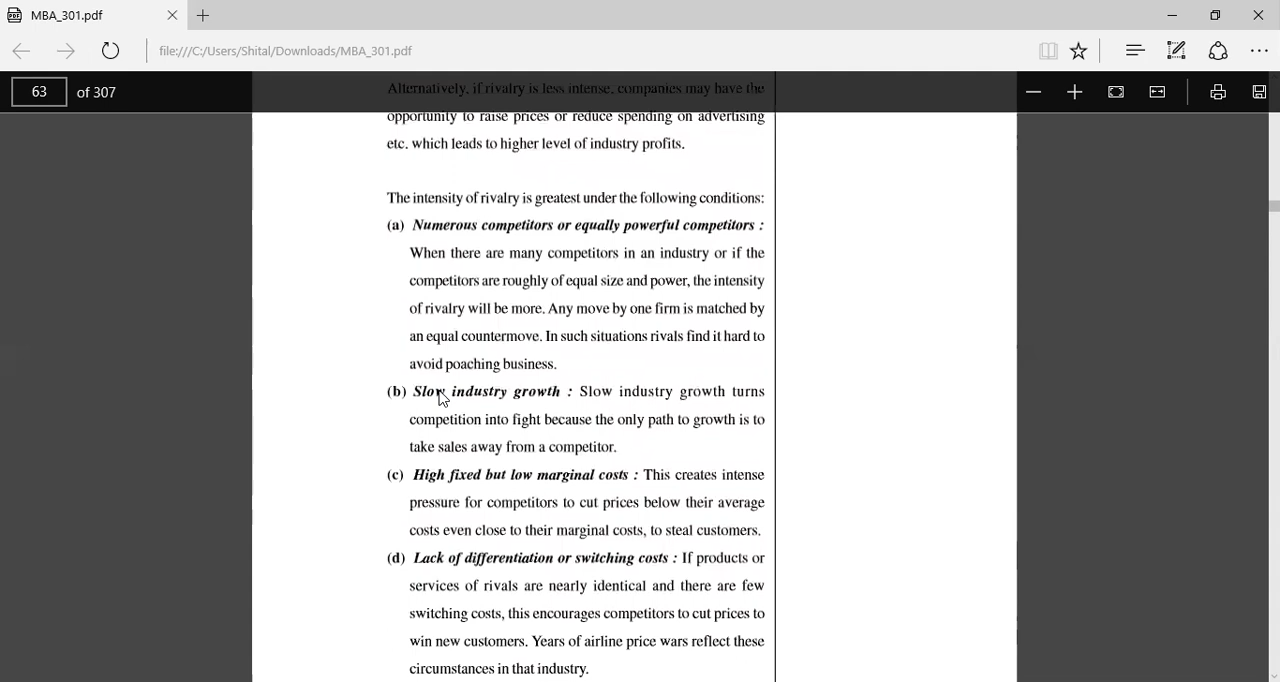 MBA_301.pdf
file:///C:/Users/Shital/Downloads/MBA_301.pdf
63 of 307
Alternatively, if rivalry is less intense, companies may have the
opportunity to raise prices or reduce spending on advertising
etc. which leads to higher level of industry profits.
The intensity of rivalry is greatest under the following conditions:
(a) Numerous competitors or equally powerful competitors :
When there are many competitors in an industry or if the
competitors are roughly of equal size and power, the intensity
of rivalry will be more. Any move by one firm is matched by
an equal countermove. In such situations rivals find it hard to
avoid poaching business.
(b) Slow industry growth : Slow industry growth turns
competition into fight because the only path to growth is to
take sales away from a competitor.
(c) High fixed but low marginal costs : This creates intense
pressure for competitors to cut prices below their average
costs even close to their marginal costs, to steal customers.
(d) Lack of differentiation or switching costs : If products or
services of rivals are nearly identical and there are few
switching costs, this encourages competitors to cut prices to
win new customers. Years of airline price wars reflect these
circumstances in that industry.